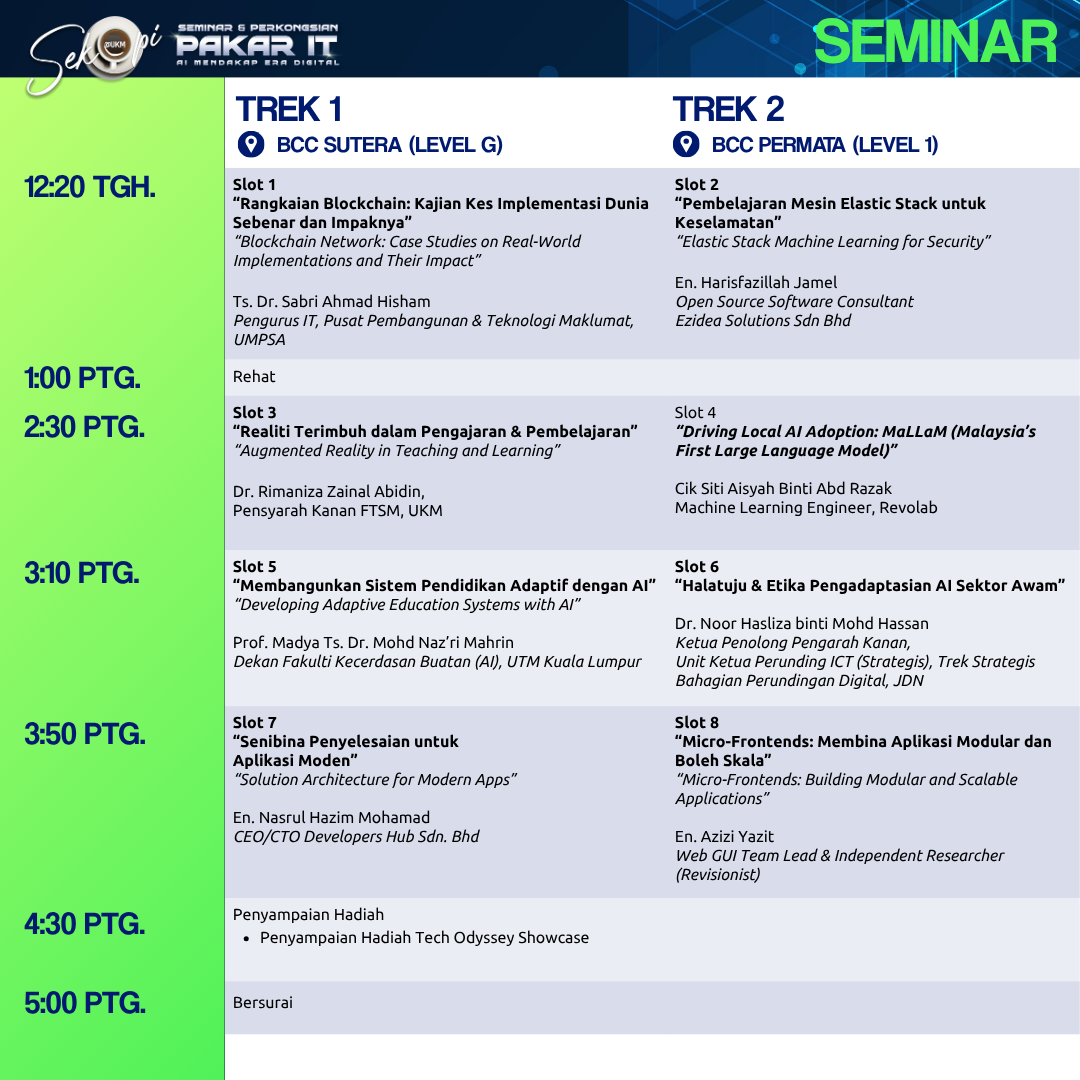 Sekopi
@UKM
SEMINAR & PERKONGSIAN
PAKAR IT
AI MENDAKAP ERA DIGITAL
SEMINAR
TREK 1
BCC SUTERA (LEVEL G)
TREK 2
BCC PERMATA (LEVEL 1)
12:20 TGH.
Slot 1
“Rangkaian Blockchain: Kajian Kes Implementasi Dunia
Sebenar dan Impaknya”
“Blockchain Network: Case Studies on Real-World
Implementations and Their Impact”
Ts. Dr. Sabri Ahmad Hisham
Pengurus IT, Pusat Pembangunan & Teknologi Maklumat,
UMPSA
Slot 2
“Pembelajaran Mesin Elastic Stack untuk
Keselamatan”
“Elastic Stack Machine Learning for Security”
En. Harisfazillah Jamel
Open Source Software Consultant
Ezidea Solutions Sdn Bhd
1:00 PTG.
Rehat
2:30 PTG.
Slot 3
“Realiti Terimbuh dalam Pengajaran & Pembelajaran”
“Augmented Reality in Teaching and Learning”
Dr. Rimaniza Zainal Abidin,
Pensyarah Kanan FTSM, UKM
Slot 4
“Driving Local AI Adoption: MaLLaM (Malaysia’s
First Large Language Model)”
Cik Siti Aisyah Binti Abd Razak
Machine Learning Engineer, Revolab
3:10 PTG.
Slot 5
“Membangunkan Sistem Pendidikan Adaptif dengan AI”
“Developing Adaptive Education Systems with AI”
Prof. Madya Ts. Dr. Mohd Naz’ri Mahrin
Dekan Fakulti Kecerdasan Buatan (AI), UTM Kuala Lumpur
Slot 6
“Halatuju & Etika Pengadaptasian AI Sektor Awam”
Dr. Noor Hasliza binti Mohd Hassan
Ketua Penolong Pengarah Kanan,
Unit Ketua Perunding ICT (Strategis), Trek Strategis
Bahagian Perundingan Digital, JDN
3:50 PTG.
Slot 7
“Senibina Penyelesaian untuk
Aplikasi Moden”
“Solution Architecture for Modern Apps”
En. Nasrul Hazim Mohamad
CEO/CTO Developers Hub Sdn. Bhd
Slot 8
“Micro-Frontends: Membina Aplikasi Modular dan
Boleh Skala”
“Micro-Frontends: Building Modular and Scalable
Applications”
En. Azizi Yazit
Web GUI Team Lead & Independent Researcher
(Revisionist)
4:30 PTG.
Penyampaian Hadiah
• Penyampaian Hadiah Tech Odyssey Showcase
5:00 PTG.
Bersurai